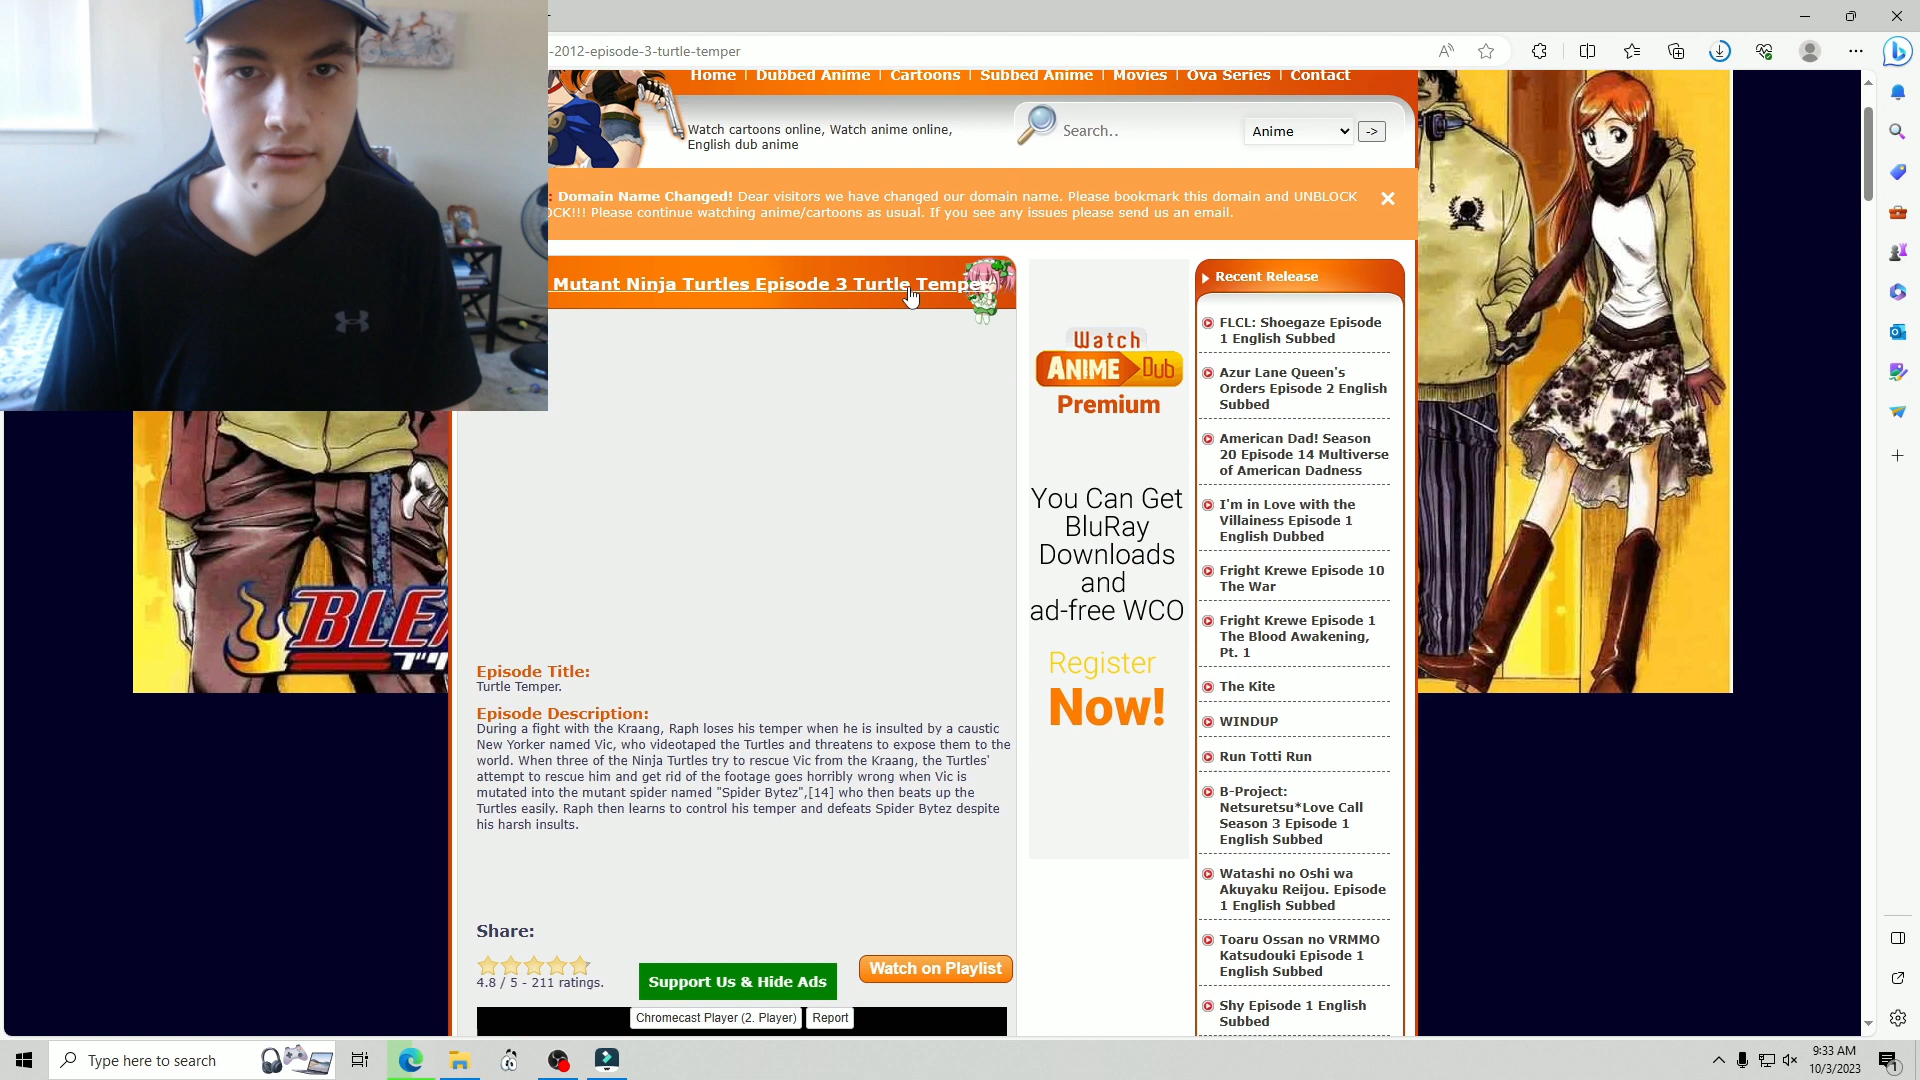 -2012-episode-3-turtle-temper
Home | Dubbed Anime | Cartoons | Subbed Anime | Movies | Ova Series | Contact
Watch cartoons online, Watch anime online,
English dub anime
Search..
Anime
->
: Domain Name Changed! Dear visitors we have changed our domain name. Please bookmark this domain and UNBLOCK
OCK!!! Please continue watching anime/cartoons as usual. If you see any issues please send us an email.
Mutant Ninja Turtles Episode 3 Turtle Temper
Watch
ANIME Dub
Premium
You Can Get
BluRay
Downloads
and
ad-free WCO
Register
Now!
Recent Release
FLCL: Shoegaze Episode
1 English Subbed
Azur Lane Queen's
Orders Episode 2 English
Subbed
American Dad! Season
20 Episode 14 Multiverse
of American Dadness
I'm in Love with the
Villainess Episode 1
English Dubbed
Fright Krewe Episode 10
The War
Fright Krewe Episode 1
The Blood Awakening,
Pt. 1
The Kite
WINDUP
Run Totti Run
B-Project:
Netsuretsu*Love Call
Season 3 Episode 1
English Subbed
Watashi no Oshi wa
Akuyaku Reijou. Episode
1 English Subbed
Toaru Ossan no VRMMO
Katsudouki Episode 1
English Subbed
Shy Episode 1 English
Subbed
BLEA
Episode Title:
Turtle Temper.
Episode Description:
During a fight with the Kraang, Raph loses his temper when he is insulted by a caustic
New Yorker named Vic, who videotaped the Turtles and threatens to expose them to the
world. When three of the Ninja Turtles try to rescue Vic from the Kraang, the Turtles'
attempt to rescue him and get rid of the footage goes horribly wrong when Vic is
mutated into the mutant spider named "Spider Bytez",[14] who then beats up the
Turtles easily. Raph then learns to control his temper and defeats Spider Bytez despite
his harsh insults.
Share:
4.8 / 5 - 211 ratings.
Support Us & Hide Ads
Watch on Playlist
Chromecast Player (2. Player)
Report
Type here to search
9:33 AM
10/3/2023
1